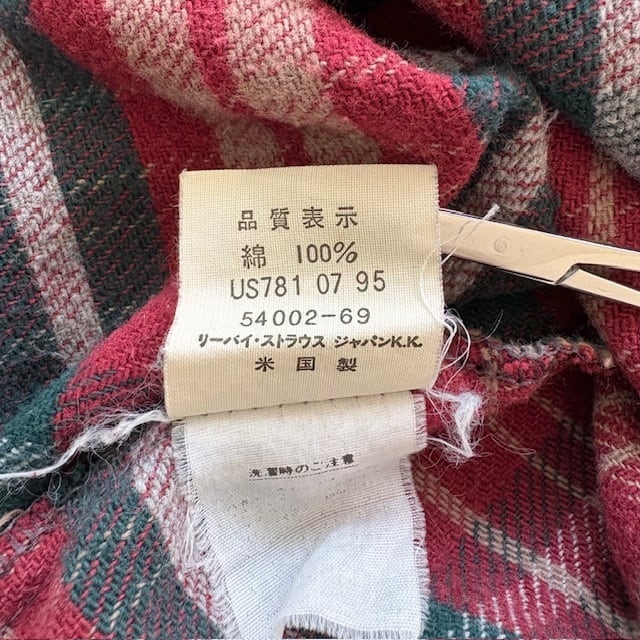 品質表示
綿 100%
US781 07 95
54002-69
リーバイ・ストラウス ジャパンK.K.
米国製
洗濯時のご注意